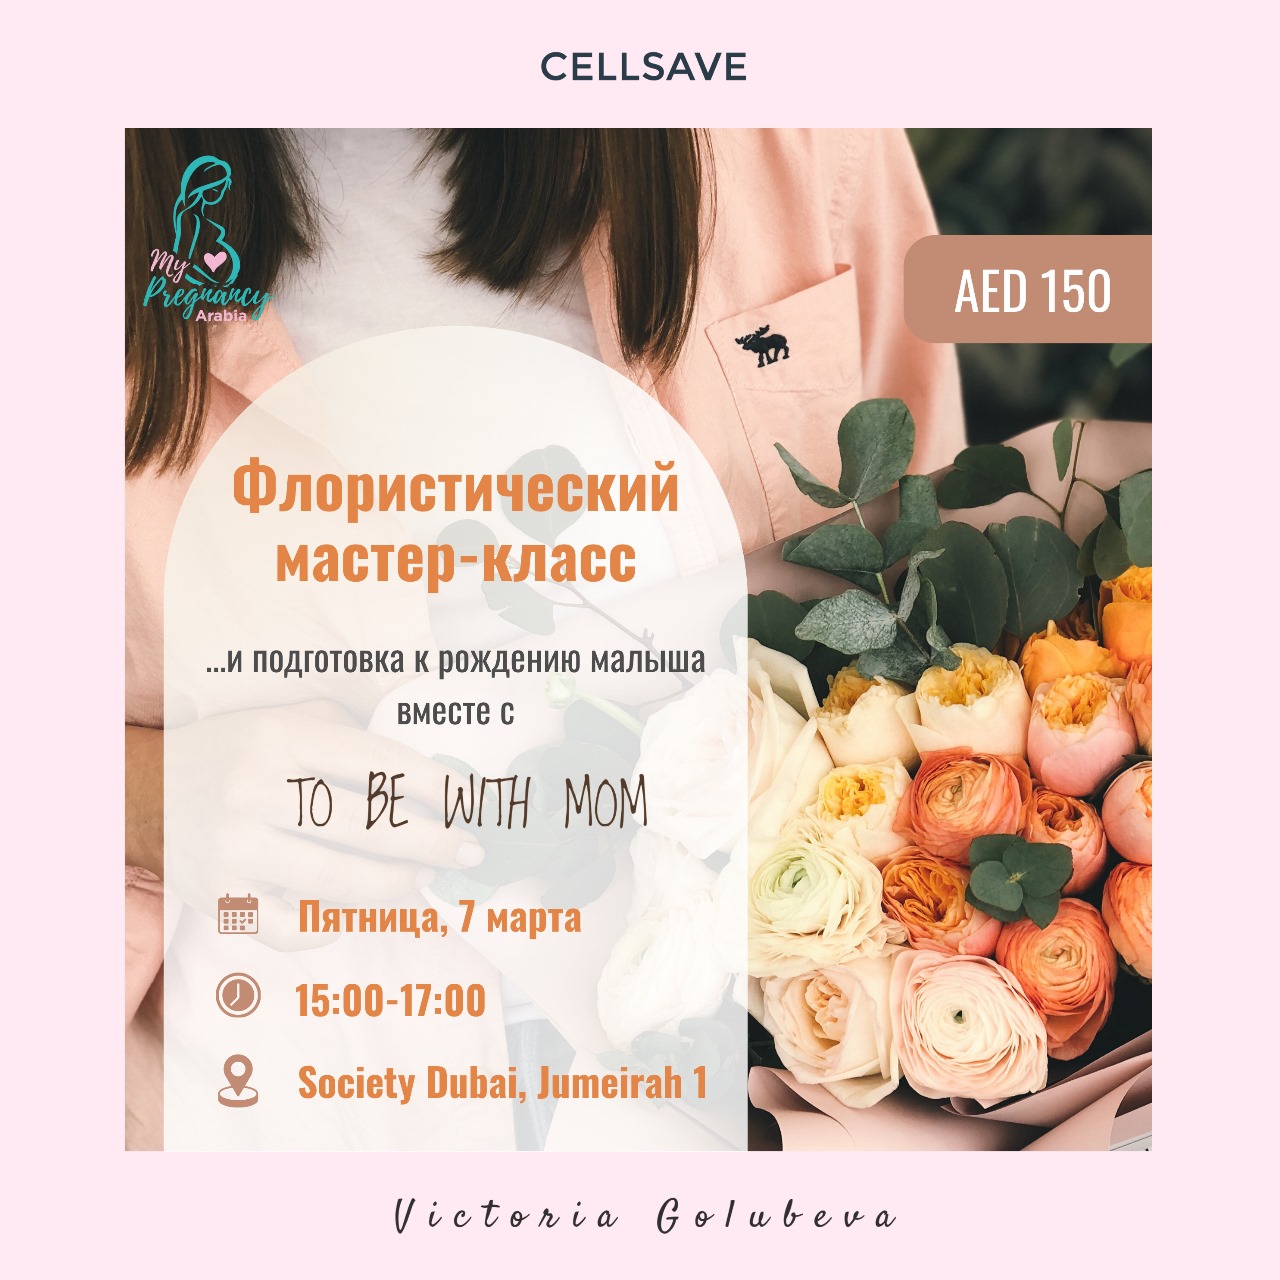 CELLSAVE
My
Pregnancy
Arabia
AED 150
Флористический
мастер-класс
...и подготовка к рождению малыша
вместе с
TO BE WITH MOM
Пятница, 7 марта
15:00-17:00
Society Dubai, Jumeirah 1
Victoria Golubeva